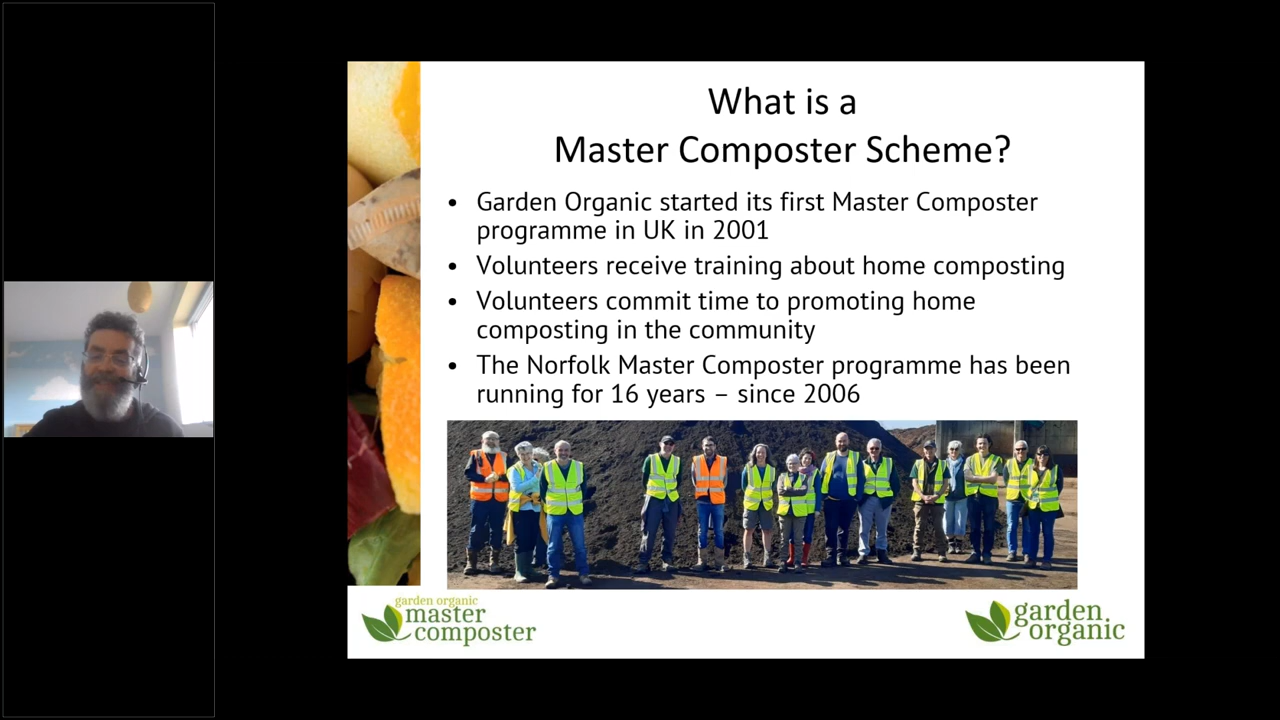 What is a
Master Composter Scheme?
• Garden Organic started its first Master Composter
programme in UK in 2001
• Volunteers receive training about home composting
• Volunteers commit time to promoting home
composting in the community
• The Norfolk Master Composter programme has been
running for 16 years – since 2006
garden organic
master
composter
garden
organic